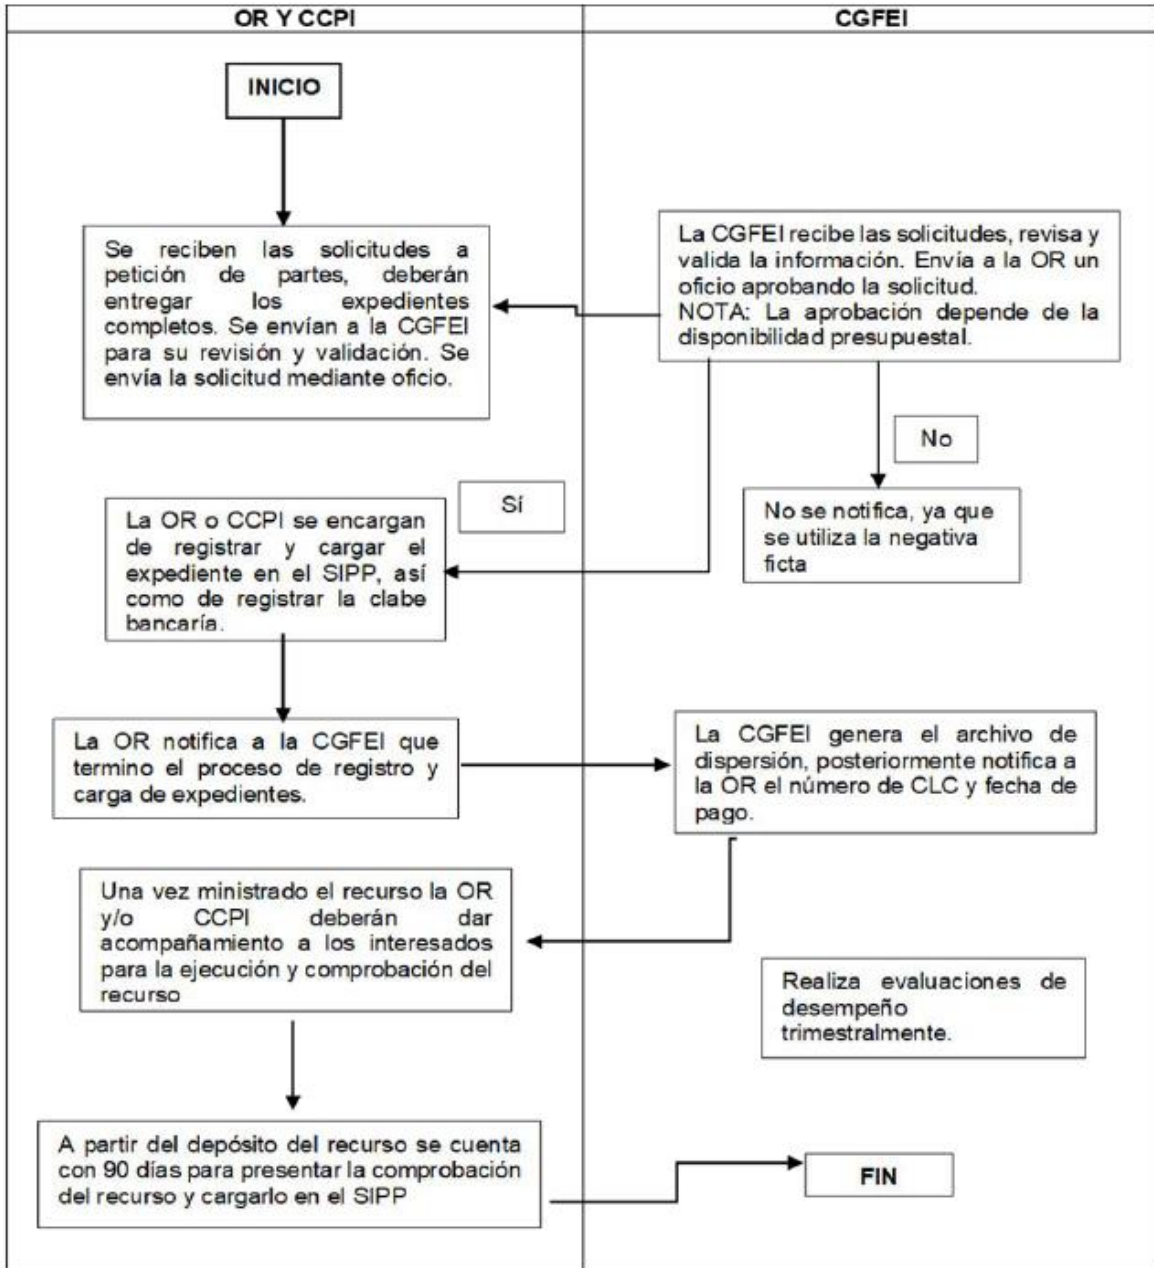 OR Y CCPI
CGFEI
INICIO
Se reciben las solicitudes a
petición de partes, deberán
entregar los expedientes
completos. Se envían a la CGFEI
para su revisión y validación. Se
envía la solicitud mediante oficio.
La CGFEI recibe las solicitudes, revisa y
valida la información. Envía a la OR un
oficio aprobando la solicitud.
NOTA: La aprobación depende de la
disponibilidad presupuestal.
No
Sí
No se notifica, ya que
se utiliza la negativa
ficta
La OR o CCPI se encargan
de registrar y cargar el
expediente en el SIPP, así
como de registrar la clabe
bancaría.
La OR notifica a la CGFEI que
termino el proceso de registro y
carga de expedientes.
La CGFEI genera el archivo de
dispersión, posteriormente notifica a
la OR el número de CLC y fecha de
pago.
Una vez ministrado el recurso la OR
y/o CCPI deberán dar
acompañamiento a los interesados
para la ejecución y comprobación del
recurso
Realiza evaluaciones de
desempeño
trimestralmente.
A partir del depósito del recurso se cuenta
con 90 días para presentar la comprobación
del recurso y cargarlo en el SIPP
FIN